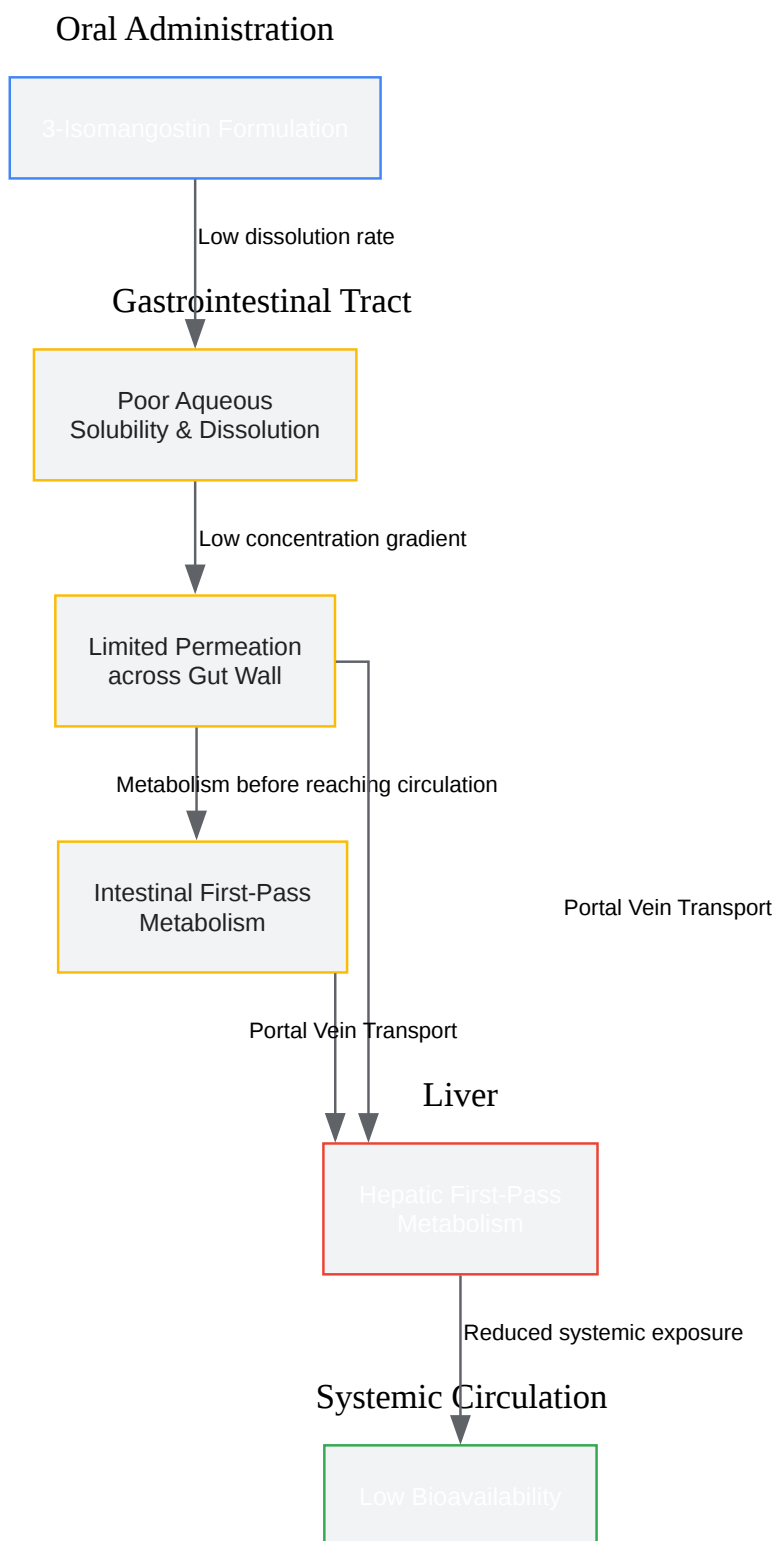 Oral Administration
3-Isomangostin Formulation
Low dissolution rate
Gastrointestinal Tract
Poor Aqueous
Solubility & Dissolution
Low concentration gradient
Limited Permeation
across Gut Wall
Metabolism before reaching circulation
Intestinal First-Pass
Metabolism
Portal Vein Transport
Portal Vein Transport
Liver
Hepatic First-Pass
Metabolism
Reduced systemic exposure
Systemic Circulation
Low Bioavailability